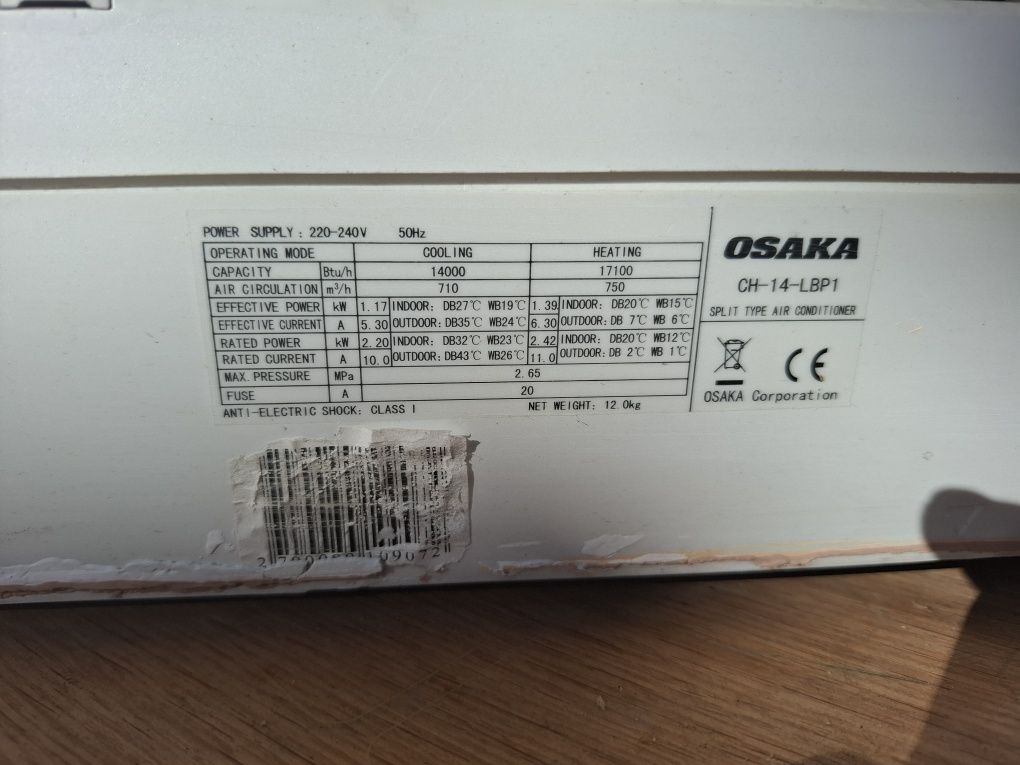 POWER SUPPLY: 220-240V 50Hz
OPERATING MODE COOLING HEATING
CAPACITY Btu/h 14000 17100
AIR CIRCULATION m³/h 710 750
EFFECTIVE POWER kW 1.17 INDOOR: DB27℃ WB19℃ 1.39 INDOOR: DB20℃ WB15℃
EFFECTIVE CURRENT A 5.30 OUTDOOR: DB35℃ WB24℃ 6.30 OUTDOOR: DB 7℃ WB 6℃
RATED POWER kW 2.20 INDOOR: DB32℃ WB23℃ 2.42 INDOOR: DB20℃ WB12℃
RATED CURRENT A 10.0 OUTDOOR: DB43℃ WB26℃ 11.0 OUTDOOR: DB 2℃ WB 1℃
MAX. PRESSURE MPa 2.65
FUSE A 20
ANTI-ELECTRIC SHOCK: CLASS I NET WEIGHT: 12.0kg
OSAKA
CH-14-LBP1
SPLIT TYPE AIR CONDITIONER
CE
OSAKA Corporation